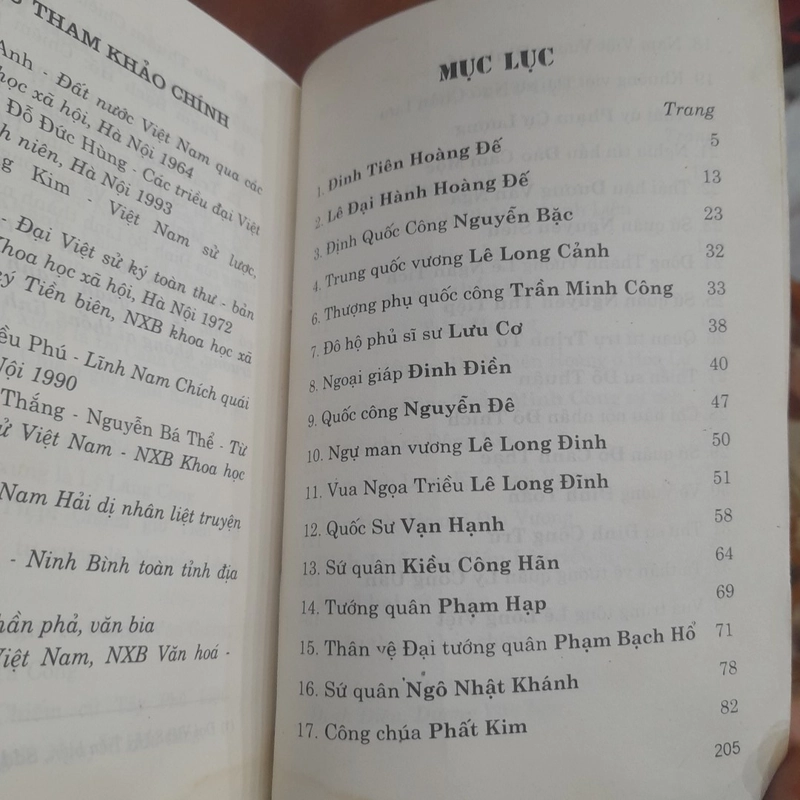 THAM KHẢO CHÍNH
Anh - Đất nước Việt Nam qua các
học xã hội, Hà Nội 1964
Đỗ Đức Hùng - Các triều đại Việt
h niên, Hà Nội 1993
ng Kim - Việt Nam sử lược,
- Đại Việt sử ký toàn thư - bản
Khoa học xã hội, Hà Nội 1972
ký Tiền biên, NXB khoa học xã
ều Phú - Lĩnh Nam Chích quái
Nội 1990
Thắng - Nguyễn Bá Thể - Từ
sử Việt Nam - NXB Khoa học
Nam Hải dị nhân liệt truyện
- Ninh Bình toàn tỉnh địa
hần phả, văn bia
Việt Nam, NXB Văn hoá -
MỤC LỤC
Trang
1. Đinh Tiên Hoàng Đế 5
2. Lê Đại Hành Hoàng Đế 13
3. Định Quốc Công Nguyễn Bặc 23
4. Trung quốc vương Lê Long Cảnh 32
6. Thượng phụ quốc công Trần Minh Công 33
7. Đô hộ phủ sĩ sư Lưu Cơ 38
8. Ngoại giáp Đinh Điền 40
9. Quốc công Nguyễn Đê 47
10. Ngự man vương Lê Long Đinh 50
11. Vua Ngọa Triều Lê Long Đĩnh 51
12. Quốc Sư Vạn Hạnh 58
13. Sứ quân Kiều Công Hãn 64
14. Tướng quân Phạm Hạp 69
15. Thân vệ Đại tướng quân Phạm Bạch Hổ 71
16. Sứ quân Ngô Nhật Khánh 78
17. Công chúa Phất Kim 82
205